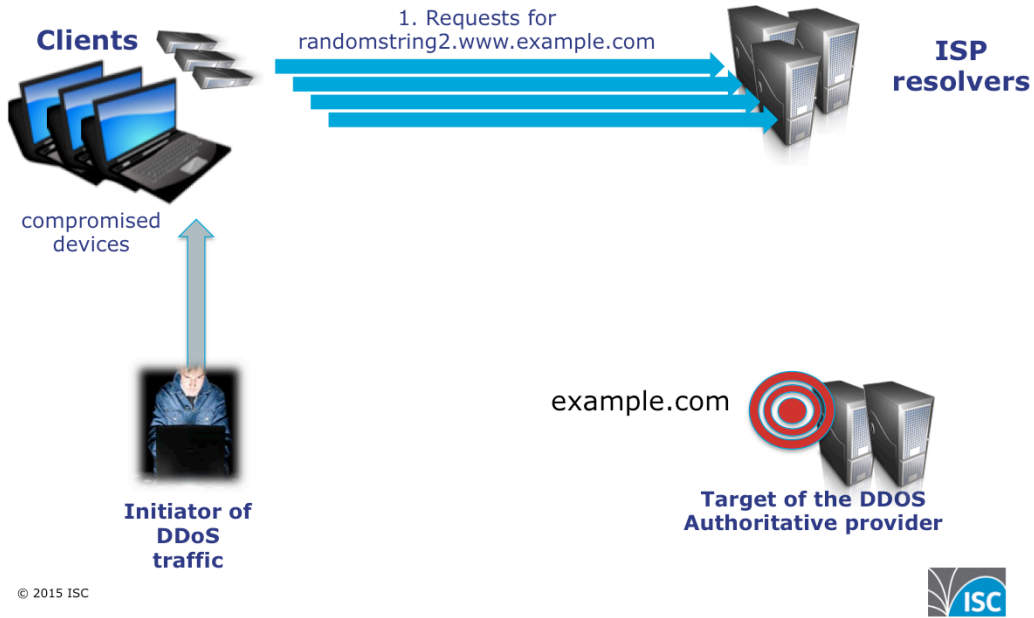 1. Requests for
randomstring2.www.example.com
Clients
ISP
resolvers
compromised
devices
example.com
Initiator of
DDoS
traffic
Target of the DDOS
Authoritative provider
© 2015 ISC
ISC